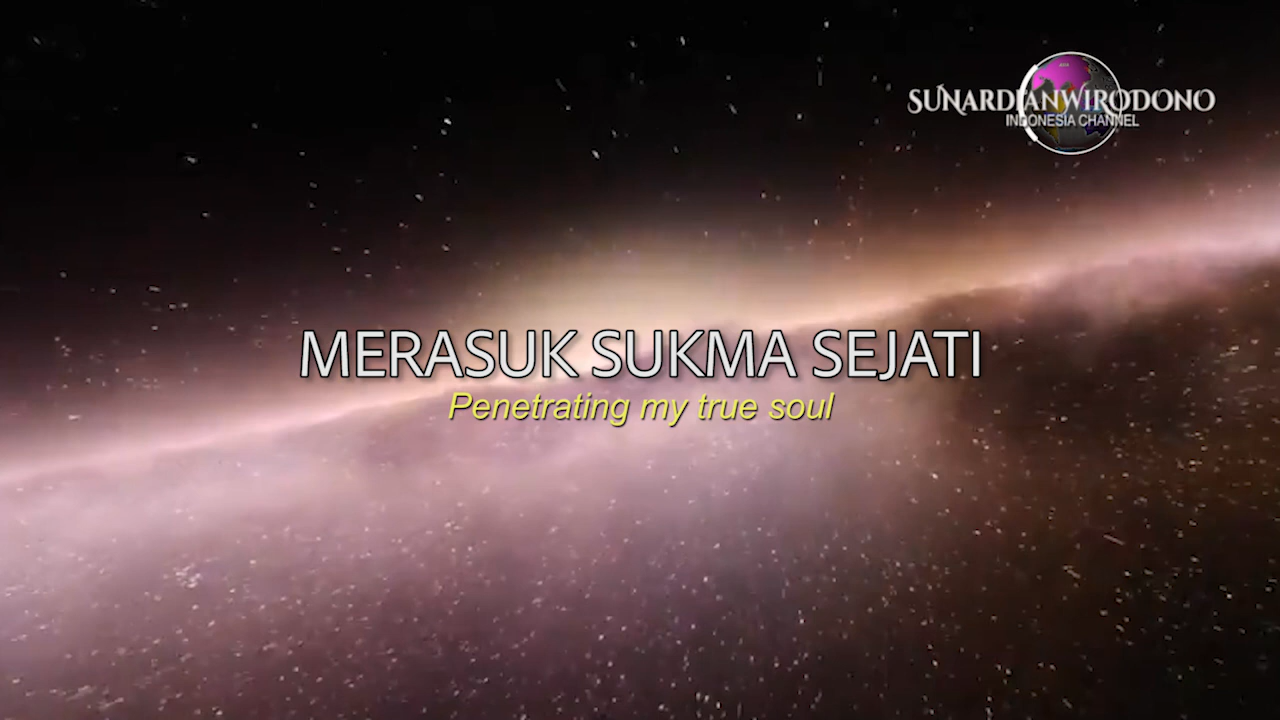 SUNARDIANWIRODONO
INDONESIA CHANNEL
MERASUK SUKMA SEJATI
Penetrating my true soul